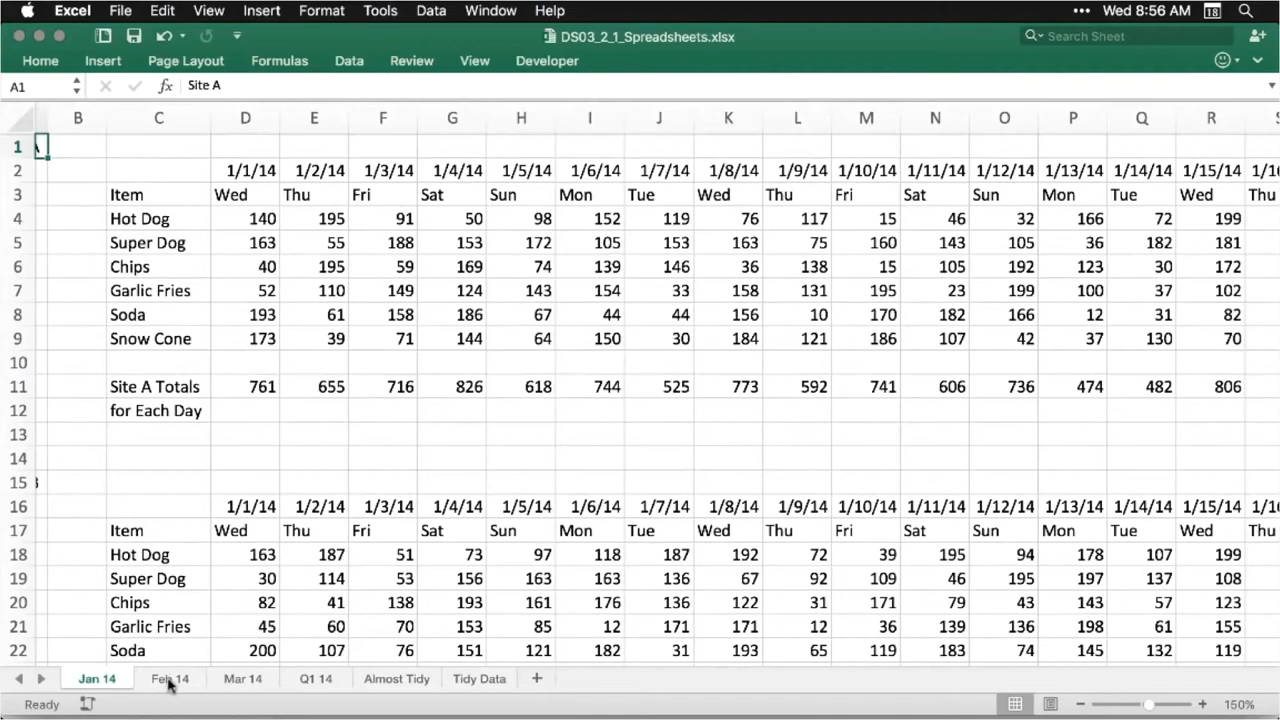 Excel File Edit View Insert Format Tools Data Window Help ••• Wed 8:56 AM 18
DS03_2_1_Spreadsheets.xlsx Search Sheet
Home Insert Page Layout Formulas Data Review View Developer
A1 fx Site A
B C D E F G H I J K L M N O P Q R
1
2 1/1/14 1/2/14 1/3/14 1/4/14 1/5/14 1/6/14 1/7/14 1/8/14 1/9/14 1/10/14 1/11/14 1/12/14 1/13/14 1/14/14 1/15/14
3 Item Wed Thu Fri Sat Sun Mon Tue Wed Thu Fri Sat Sun Mon Tue Wed Thu
4 Hot Dog 140 195 91 50 98 152 119 76 117 15 46 32 166 72 199
5 Super Dog 163 55 188 153 172 105 153 163 75 160 143 105 36 182 181
6 Chips 40 195 59 169 74 139 146 36 138 15 105 192 123 30 172
7 Garlic Fries 52 110 149 124 143 154 33 158 131 195 23 199 100 37 102
8 Soda 193 61 158 186 67 44 44 156 10 170 182 166 12 31 82
9 Snow Cone 173 39 71 144 64 150 30 184 121 186 107 42 37 130 70
10
11 Site A Totals 761 655 716 826 618 744 525 773 592 741 606 736 474 482 806
12 for Each Day
13
14
15
16 1/1/14 1/2/14 1/3/14 1/4/14 1/5/14 1/6/14 1/7/14 1/8/14 1/9/14 1/10/14 1/11/14 1/12/14 1/13/14 1/14/14 1/15/14
17 Item Wed Thu Fri Sat Sun Mon Tue Wed Thu Fri Sat Sun Mon Tue Wed Thu
18 Hot Dog 163 187 51 73 97 118 187 192 72 39 195 94 178 107 199
19 Super Dog 30 114 53 156 163 163 136 67 92 109 46 195 197 137 108
20 Chips 82 41 138 193 161 176 136 122 31 171 79 43 143 57 123
21 Garlic Fries 45 60 70 153 85 12 171 171 12 36 139 136 198 61 155
22 Soda 200 107 76 151 121 182 31 193 65 119 183 74 145 132 119
Jan 14 Feb 14 Mar 14 Q1 14 Almost Tidy Tidy Data +
Ready 150%